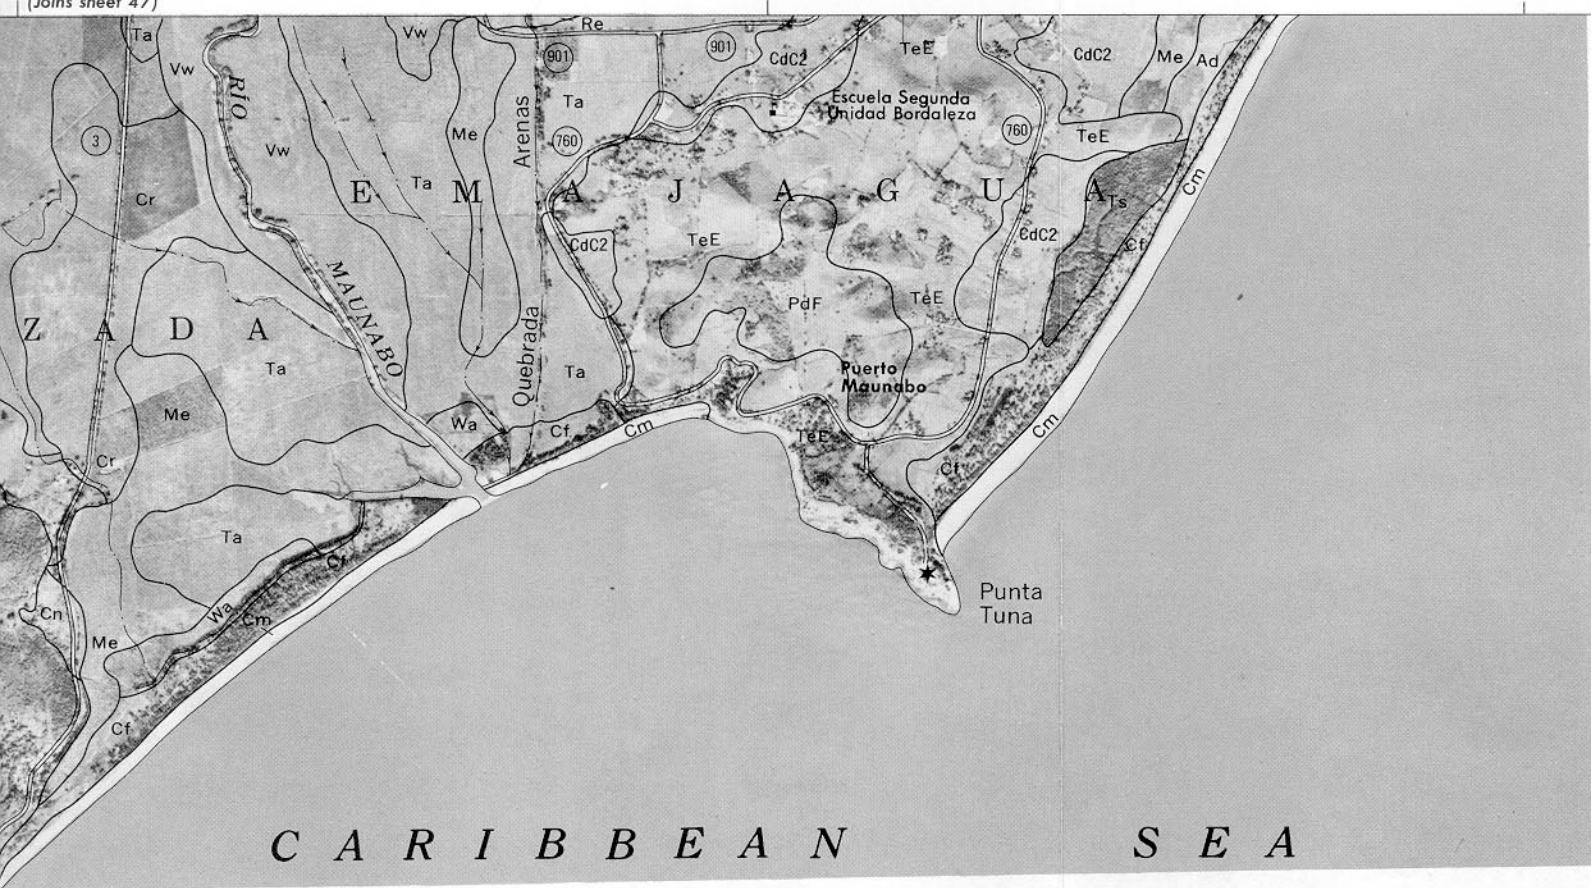 (Joins sheet 47)
Ta
Vw
Re
901
901
CdC2
TeE
CdC2
Me
Ad
Vw
3
RÍO
Arenas
Ta
Escuela Segunda
Unidad Bordaleza
Me
760
760
TeE
Vw
Cr
E M A J A G U A
Ta
Ts
Cm
CdC2
TeE
CdC2
Cf
MAUNABO
PdF
TeE
Z A D A
Quebrada
Ta
Ta
Puerto
Maunabo
Me
Wa
Cf
Cm
TeE
Cm
Cr
Cf
Ta
Cf
Punta
Tuna
Cn
Wa
Cm
Me
Cf
CARIBBEAN SEA